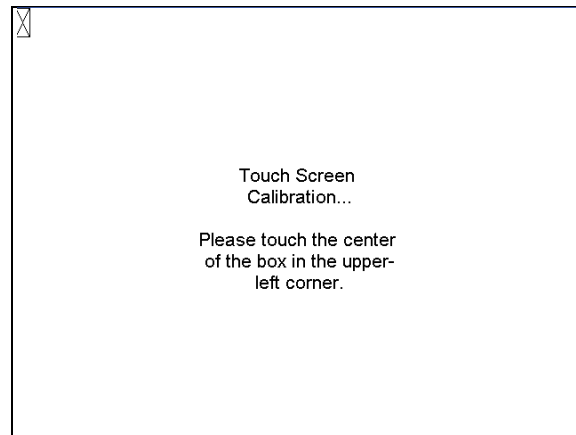 Touch Screen
Calibration...
Please touch the center
of the box in the upper-
left corner.